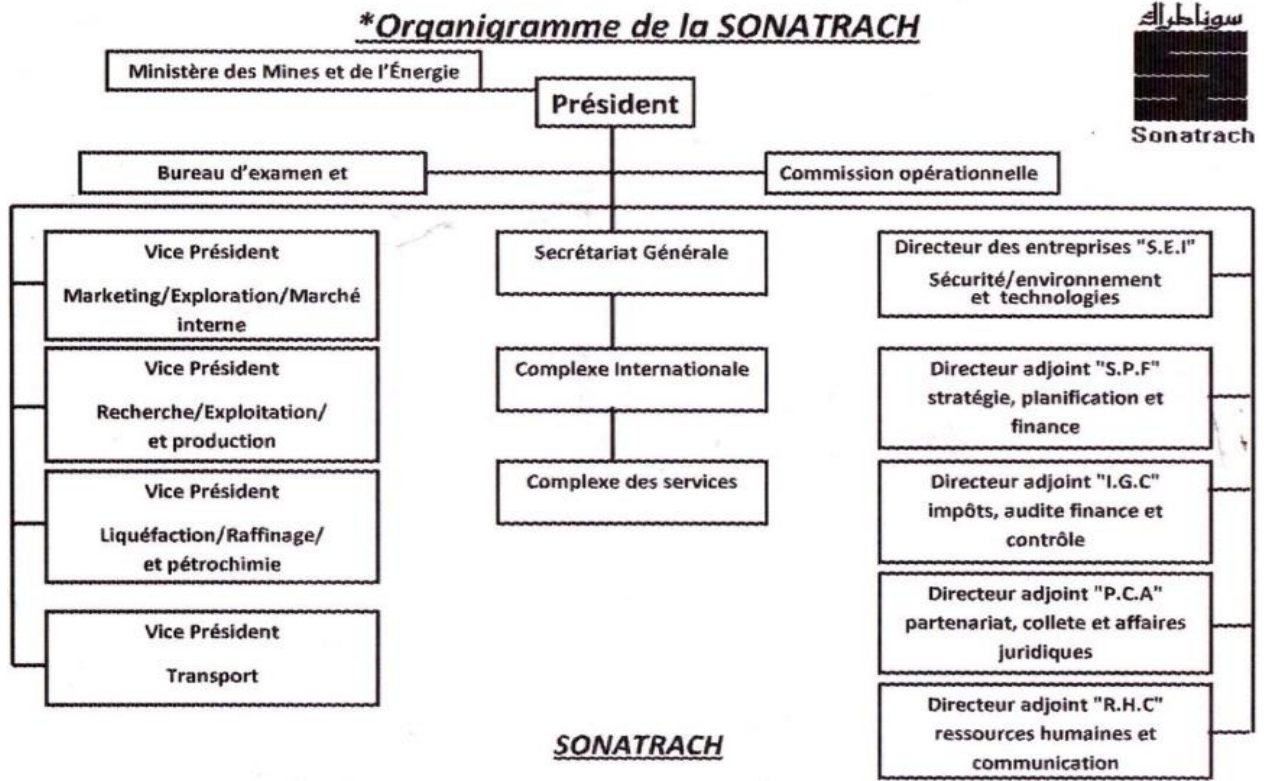 *Organigramme de la SONATRACH
سوناطراك
Sonatrach
Ministère des Mines et de l'Énergie
Président
Bureau d'examen et
Commission opérationnelle
Vice Président
Marketing/Exploration/Marché
interne
Vice Président
Recherche/Exploitation/
et production
Vice Président
Liquéfaction/Raffinage/
et pétrochimie
Vice Président
Transport
Secrétariat Générale
Complexe Internationale
Complexe des services
Directeur des entreprises "S.E.I"
Sécurité/environnement
et technologies
Directeur adjoint "S.P.F"
stratégie, planification et
finance
Directeur adjoint "I.G.C"
impôts, audite finance et
contrôle
Directeur adjoint "P.C.A"
partenariat, collete et affaires
juridiques
Directeur adjoint "R.H.C"
ressources humaines et
communication
SONATRACH